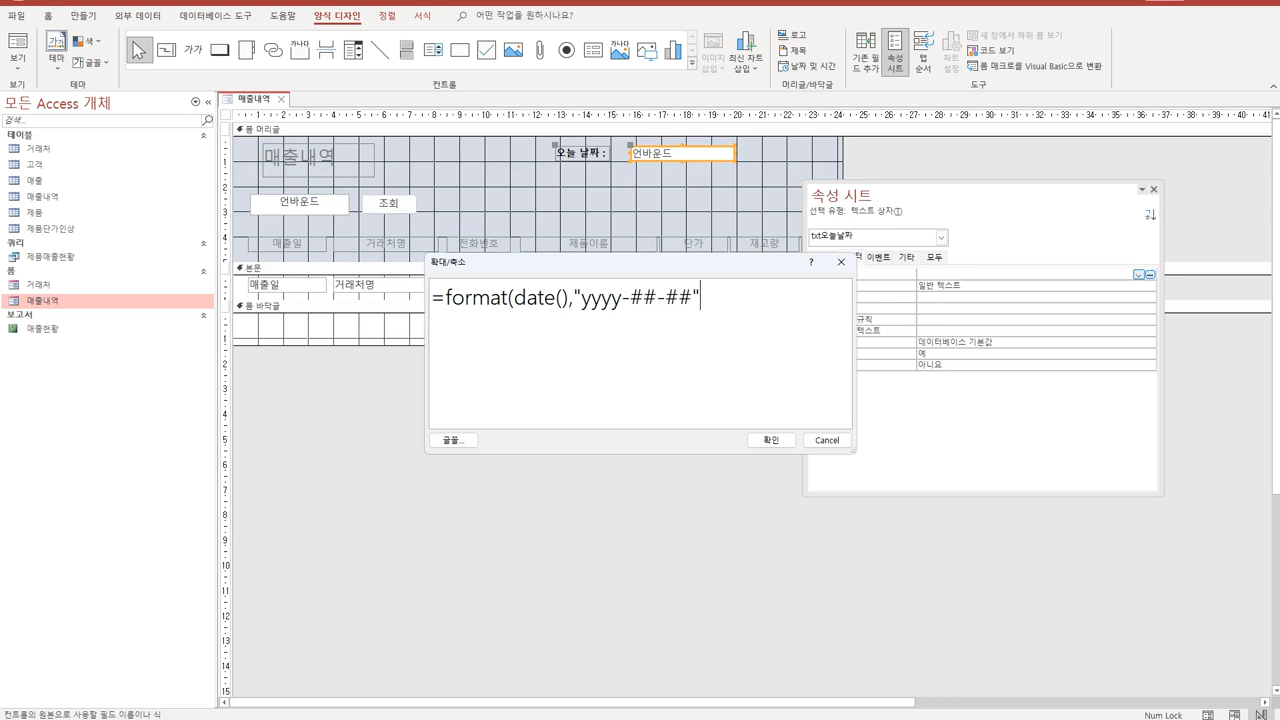 파일 홈 만들기 외부 데이터 데이터베이스 도구 도움말 양식 디자인 정렬 서식 어떤 작업을 원하시나요?
보기
보기
테마
색
글꼴
테마
가가
가나다
가나다
컨트롤
이미지 삽입
최신 차트 삽입
로고
제목
날짜 및 시간
머리글/바닥글
기존 필드 추가
속성 시트
탭 순서
차트 설정
새 창에서 하위 폼 보기
코드 보기
폼 매크로를 Visual Basic으로 변환
도구
모든 Access 개체
검색...
테이블
거래처
고객
매출
매출내역
제품
제품단가인상
쿼리
제품매출현황
폼
거래처
매출내역
보고서
매출현황
매출내역
폼 머리글
매출내역
오늘 날짜 :
언바운드
언바운드
조회
매출일 거래처명 전화번호 제품이름 단가 재고량
본문
매출일 거래처명
폼 바닥글
속성 시트
선택 유형: 텍스트 상자
txt오늘날짜
이벤트 기타 모두
일반 텍스트
규칙
텍스트
데이터베이스 기본값
예
아니요
확대/축소
=format(date(),"yyyy-##-##"
글꼴...
확인
Cancel
컨트롤의 원본으로 사용할 필드 이름이나 식
Num Lock